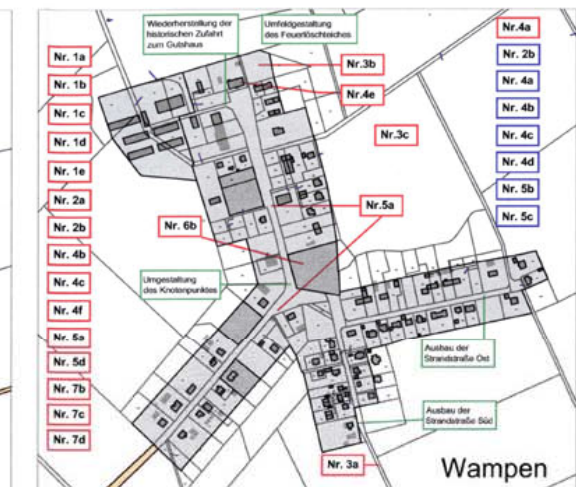 Wiederherstellung der
historischen Zufahrt
zum Gutshaus
Umfeldgestaltung
des Feuerlöschteiches
Nr. 1a
Nr. 1b
Nr. 1c
Nr. 1d
Nr. 1e
Nr. 2a
Nr. 2b
Nr. 4b
Nr. 4c
Nr. 4f
Nr. 5a
Nr. 5d
Nr. 7b
Nr. 7c
Nr. 7d
Nr.3b
Nr.4e
Nr.3c
Nr.5a
Nr. 6b
Umgestaltung
des Knotenpunktes
Nr.4a
Nr. 2b
Nr. 4a
Nr. 4b
Nr. 4c
Nr. 4d
Nr. 5b
Nr. 5c
Ausbau der
Strandstraße Ost
Ausbau der
Strandstraße Süd
Nr. 3a
Wampen